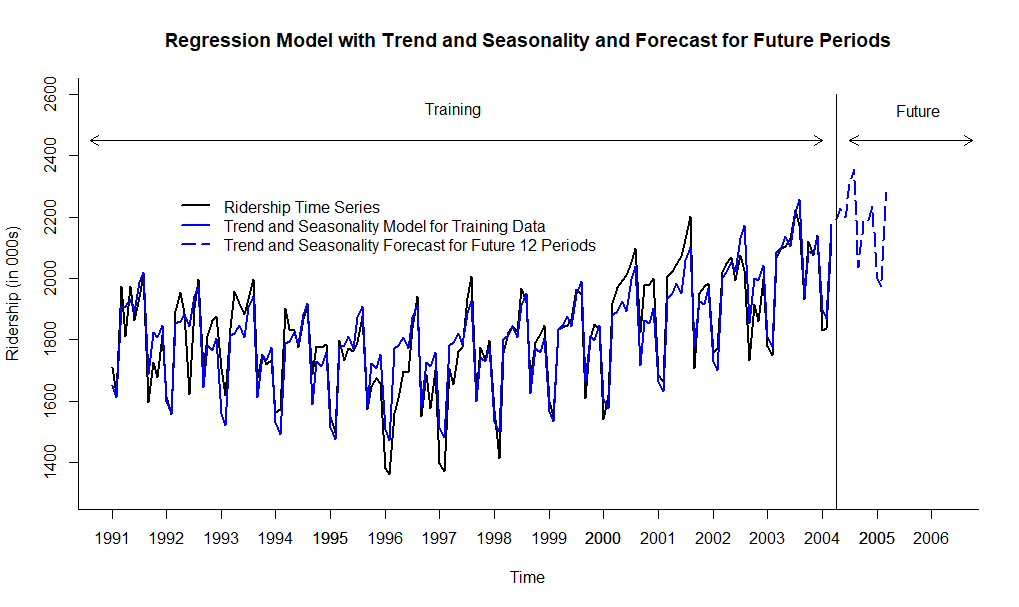 Regression Model with Trend and Seasonality and Forecast for Future Periods
Training
Future
Ridership Time Series
Trend and Seasonality Model for Training Data
Trend and Seasonality Forecast for Future 12 Periods
Ridership (in 000s)
2600
2400
2200
2000
1800
1600
1400
1991 1992 1993 1994 1995 1996 1997 1998 1999 2000 2001 2002 2003 2004 2005 2006
Time